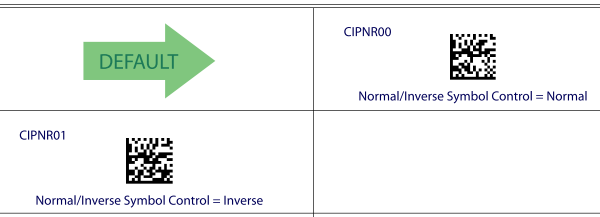 DEFAULT
CIPNR00
Normal/Inverse Symbol Control = Normal
CIPNR01
Normal/Inverse Symbol Control = Inverse